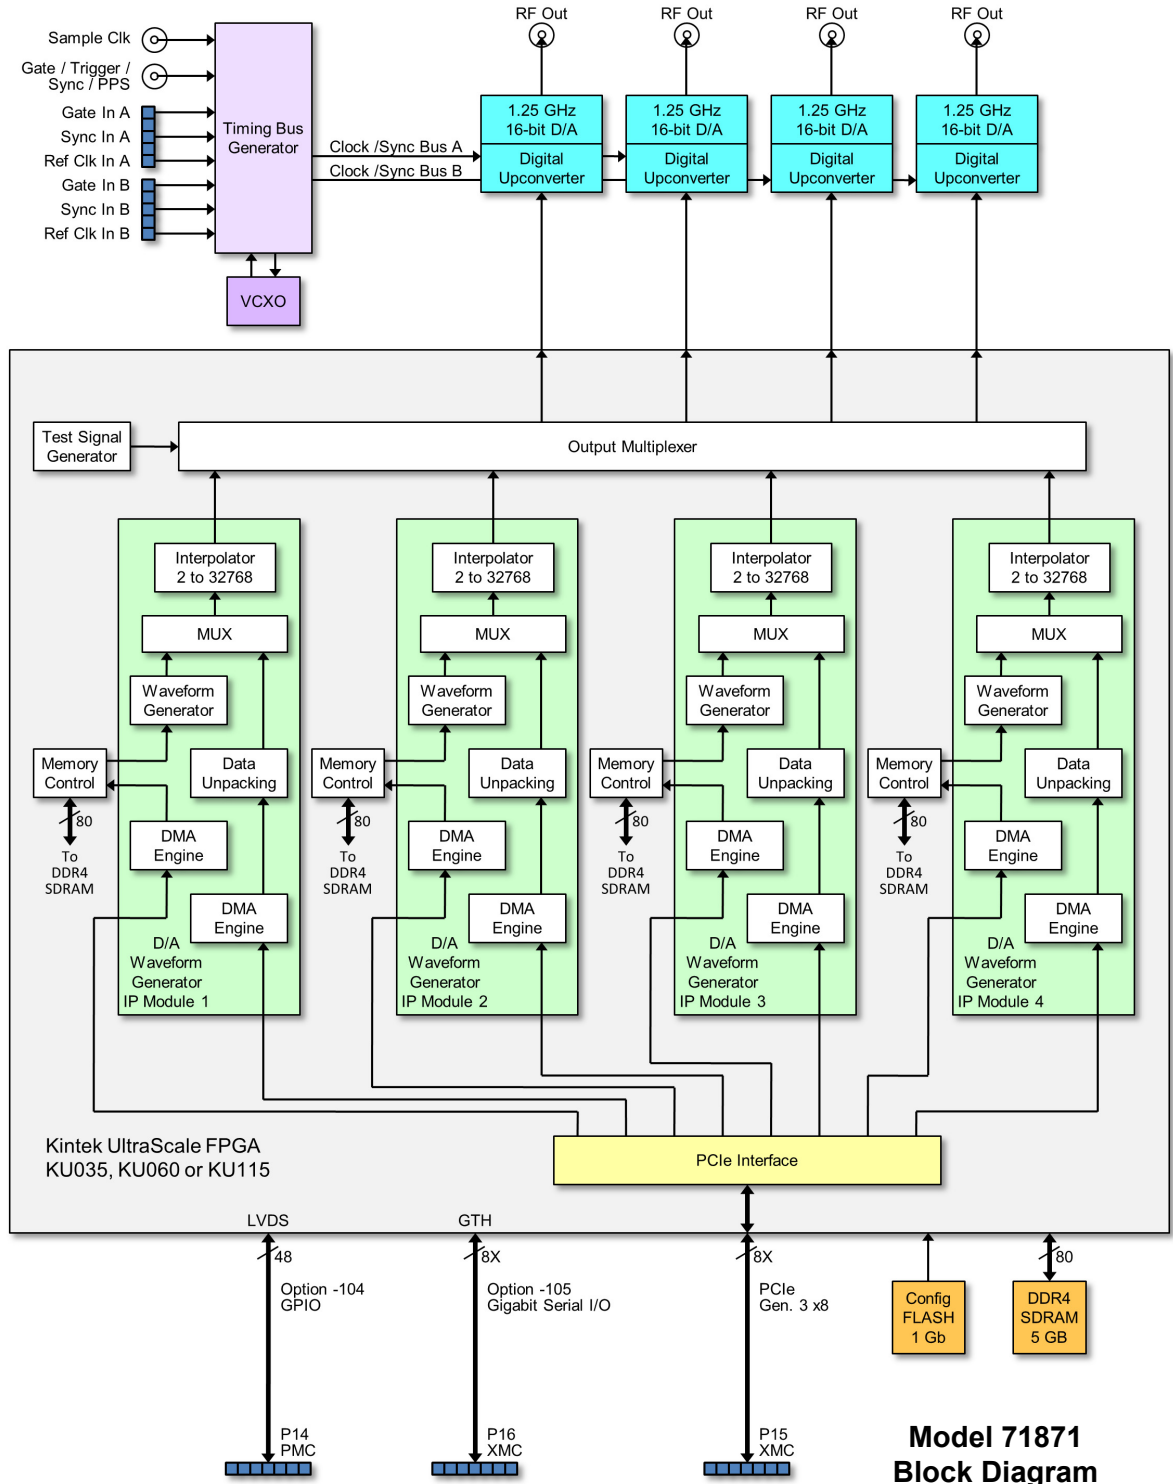 RF Out
RF Out
RF Out
RF Out
Sample Clk
Gate / Trigger /
Sync / PPS
Gate In A
Sync In A
Ref Clk In A
Gate In B
Sync In B
Ref Clk In B
Timing Bus
Generator
VCXO
Clock /Sync Bus A
Clock /Sync Bus B
1.25 GHz
16-bit D/A
Digital
Upconverter
1.25 GHz
16-bit D/A
Digital
Upconverter
1.25 GHz
16-bit D/A
Digital
Upconverter
1.25 GHz
16-bit D/A
Digital
Upconverter
Test Signal
Generator
Output Multiplexer
Interpolator
2 to 32768
MUX
Waveform
Generator
Memory
Control
Data
Unpacking
80
To
DDR4
SDRAM
DMA
Engine
DMA
Engine
D/A
Waveform
Generator
IP Module 1
Interpolator
2 to 32768
MUX
Waveform
Generator
Memory
Control
Data
Unpacking
80
To
DDR4
SDRAM
DMA
Engine
DMA
Engine
D/A
Waveform
Generator
IP Module 2
Interpolator
2 to 32768
MUX
Waveform
Generator
Memory
Control
Data
Unpacking
80
To
DDR4
SDRAM
DMA
Engine
DMA
Engine
D/A
Waveform
Generator
IP Module 3
Interpolator
2 to 32768
MUX
Waveform
Generator
Memory
Control
Data
Unpacking
80
To
DDR4
SDRAM
DMA
Engine
DMA
Engine
D/A
Waveform
Generator
IP Module 4
Kintek UltraScale FPGA
KU035, KU060 or KU115
PCIe Interface
LVDS
GTH
48
8X
8X
80
Option -104
GPIO
Option -105
Gigabit Serial I/O
PCIe
Gen. 3 x8
Config
FLASH
1 Gb
DDR4
SDRAM
5 GB
P14
PMC
P16
XMC
P15
XMC
Model 71871
Block Diagram